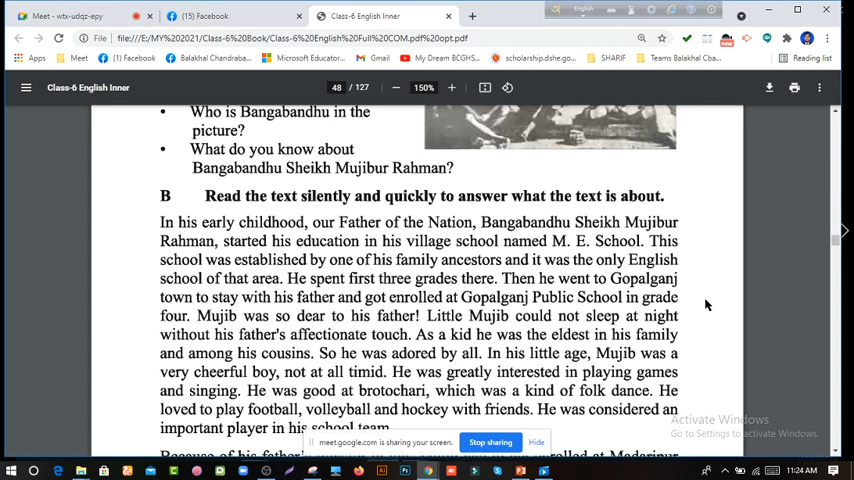 Meet - wtx-udqz-epy
(15) Facebook
Class-6 English Inner
English
File
file:///E:/MY%202021/Class-6%20Book/Class-6%20English%20Full%20COM.pdf%20opt.pdf
Apps
Meet
(1) Facebook
Balakhal Chandraba...
Microsoft Educator...
Gmail
My Dream BCGHS...
scholarship.dshe.go...
SHARIF
Teams Balakhal Cba...
Reading list
Class-6 English Inner
48 / 127
150%
• Who is Bangabandhu in the
picture?
• What do you know about
Bangabandhu Sheikh Mujibur Rahman?
B Read the text silently and quickly to answer what the text is about.
In his early childhood, our Father of the Nation, Bangabandhu Sheikh Mujibur
Rahman, started his education in his village school named M. E. School. This
school was established by one of his family ancestors and it was the only English
school of that area. He spent first three grades there. Then he went to Gopalganj
town to stay with his father and got enrolled at Gopalganj Public School in grade
four. Mujib was so dear to his father! Little Mujib could not sleep at night
without his father's affectionate touch. As a kid he was the eldest in his family
and among his cousins. So he was adored by all. In his little age, Mujib was a
very cheerful boy, not at all timid. He was greatly interested in playing games
and singing. He was good at brotochari, which was a kind of folk dance. He
loved to play football, volleyball and hockey with friends. He was considered an
important player in his school team.
Activate Windows
Go to Settings to activate Windows.
meet.google.com is sharing your screen.
Stop sharing
Hide
Because of his father's
enrolled at Madaripur
11:24 AM